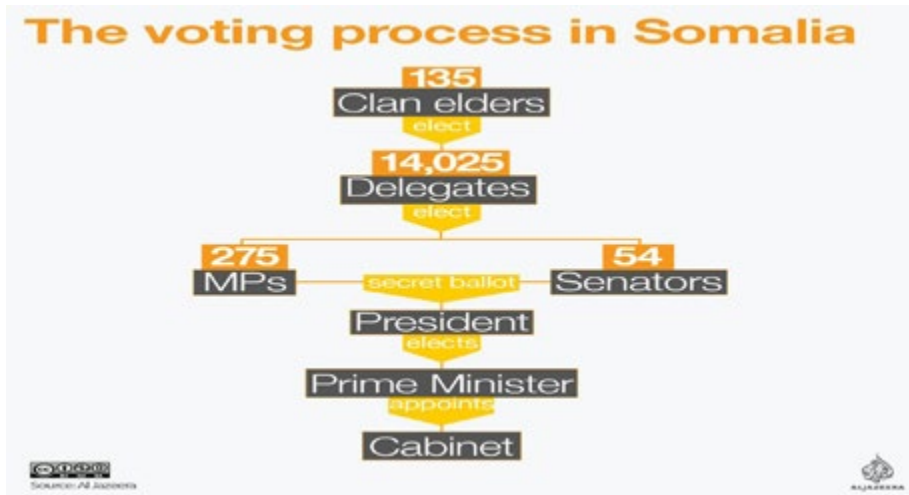 The voting process in Somalia
135
Clan elders
elect
14,025
Delegates
elect
275
MPs
54
Senators
secret ballot
President
elects
Prime Minister
appoints
Cabinet
Source: Al Jazeera
ALJAZEERA